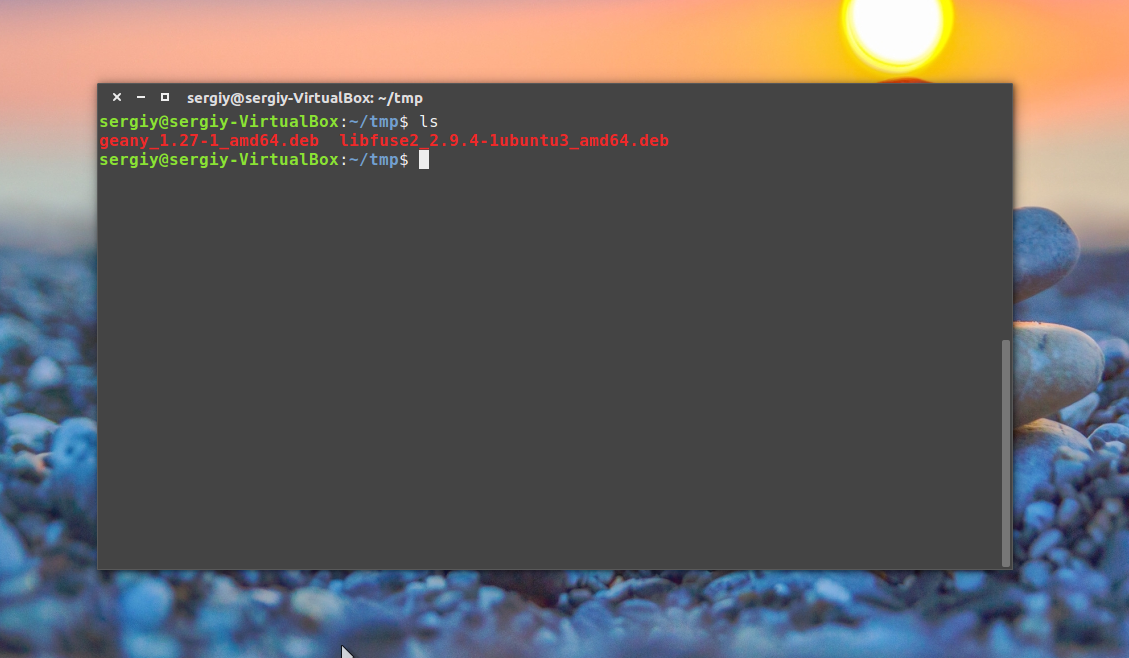 sergiy@sergiy-VirtualBox: ~/tmp
sergiy@sergiy-VirtualBox:~/tmp$ ls
geany_1.27-1_amd64.deb  libfuse2_2.9.4-1ubuntu3_amd64.deb
sergiy@sergiy-VirtualBox:~/tmp$